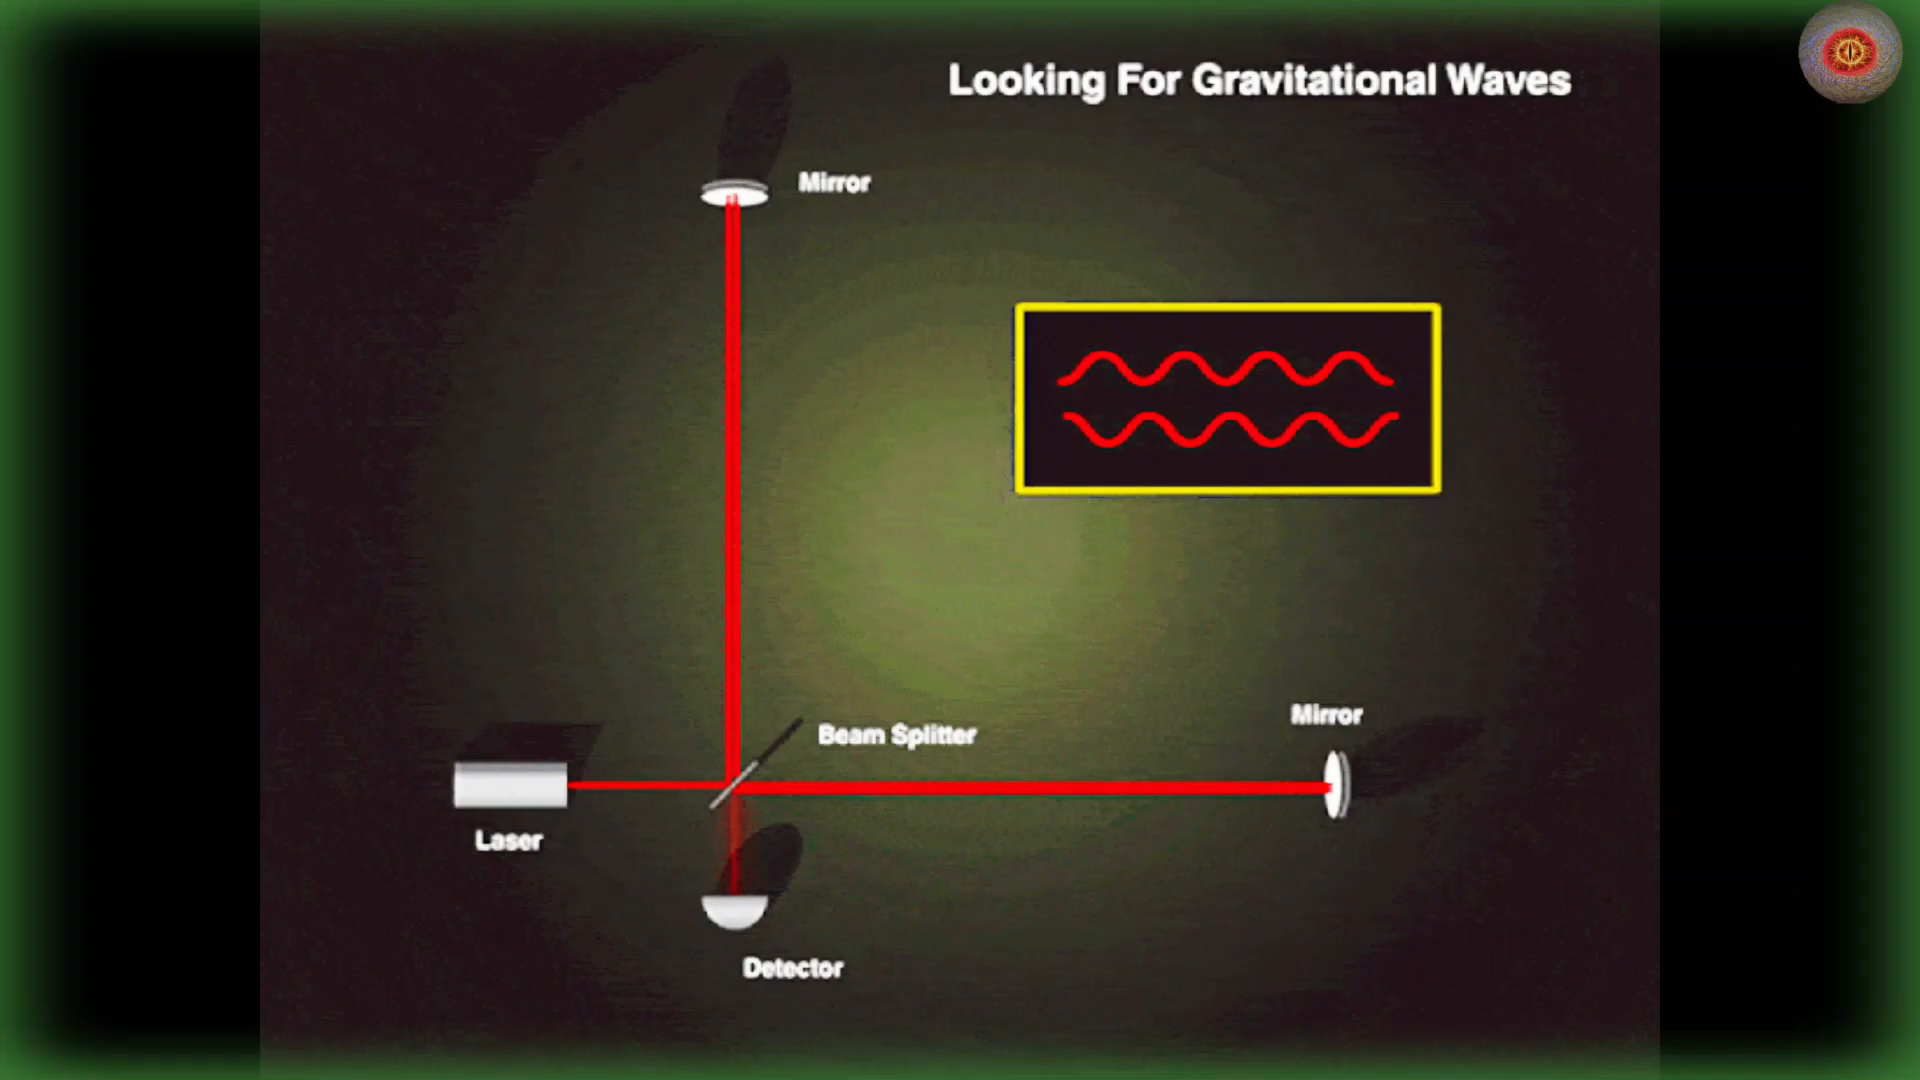 Looking For Gravitational Waves
Mirror
Mirror
Beam Splitter
Laser
Detector